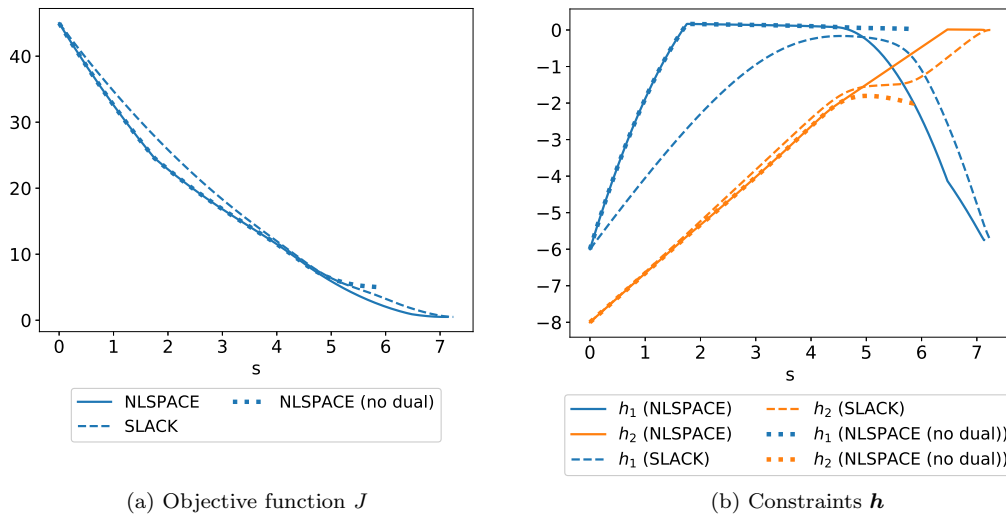 40
30
20
10
0
0 1 2 3 4 5 6 7
s
NLSPACE
SLACK
NLSPACE (no dual)
(a) Objective function J
0
−1
−2
−3
−4
−5
−6
−7
−8
0 1 2 3 4 5 6 7
s
h₁ (NLSPACE)
h₂ (NLSPACE)
h₁ (SLACK)
h₂ (SLACK)
h₁ (NLSPACE (no dual))
h₂ (NLSPACE (no dual))
(b) Constraints h